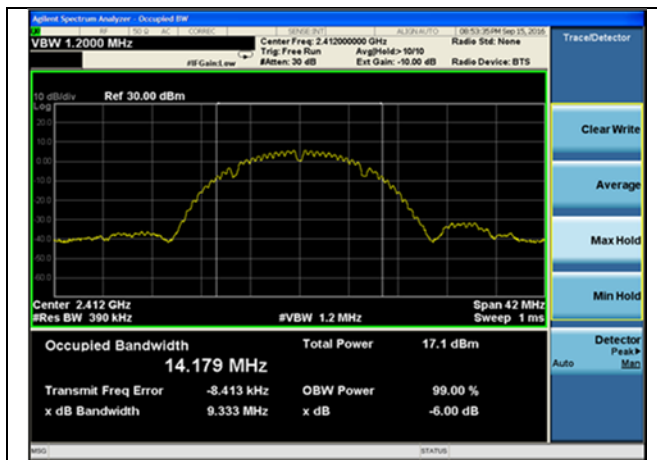 Agilent Spectrum Analyzer - Occupied BW
RF 50 Ω AC CORREC SENSE:INT ALIGN AUTO 08:53:35 PM Sep 15, 2016
VBW 1.2000 MHz Center Freq: 2.412000000 GHz Radio Std: None Trace/Detector
Trig: Free Run Avg|Hold:> 10/10
#IFGain:Low #Atten: 30 dB Ext Gain: -10.00 dB Radio Device: BTS
10 dB/div Ref 30.00 dBm
Log
20.0
10.0
0.00
-10.0
-20.0
-30.0
-40.0
-50.0
-60.0
Clear Write
Average
Max Hold
Min Hold
Center 2.412 GHz Span 42 MHz
#Res BW 390 kHz #VBW 1.2 MHz Sweep 1 ms
Occupied Bandwidth Total Power 17.1 dBm
14.179 MHz
Transmit Freq Error -8.413 kHz OBW Power 99.00 %
x dB Bandwidth 9.333 MHz x dB -6.00 dB
Detector
Peak▶
Auto Man
MSG STATUS